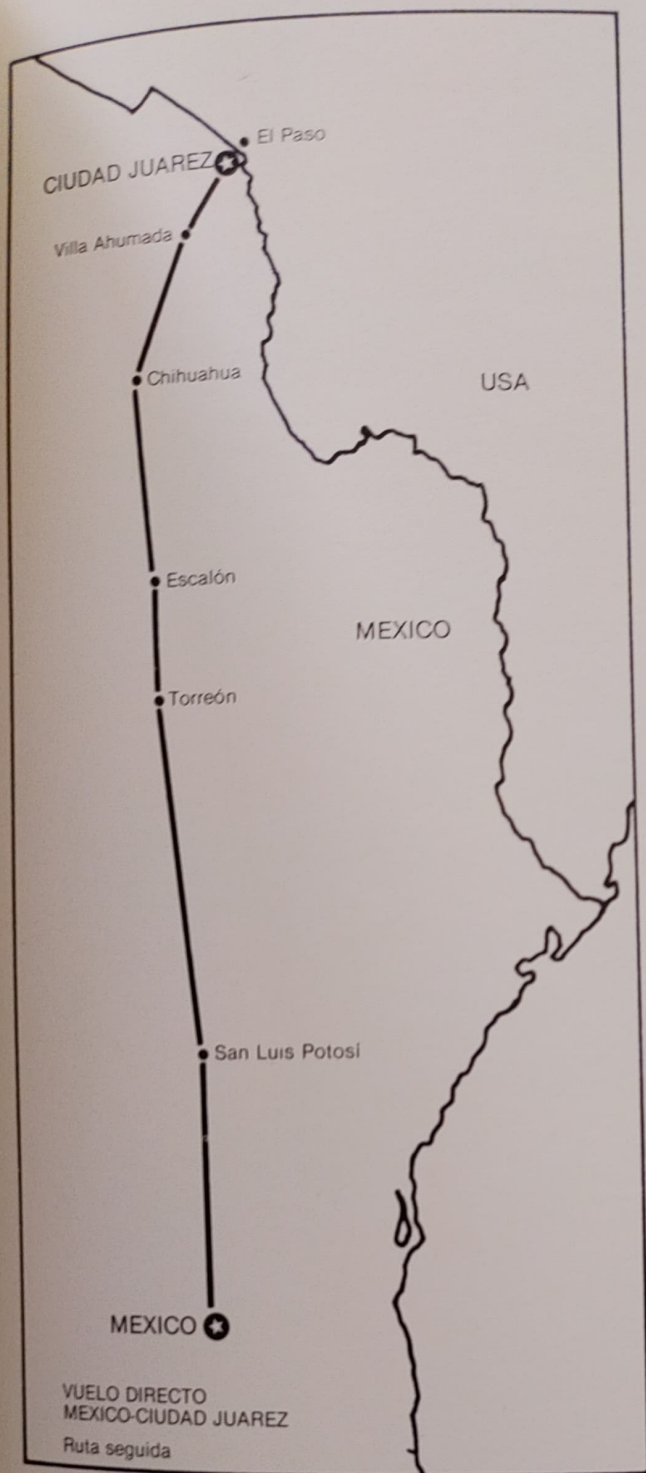 El Paso
CIUDAD JUAREZ
Villa Ahumada
Chihuahua
USA
Escalón
MEXICO
Torreón
San Luis Potosí
MEXICO
VUELO DIRECTO
MEXICO-CIUDAD JUAREZ
Ruta seguida